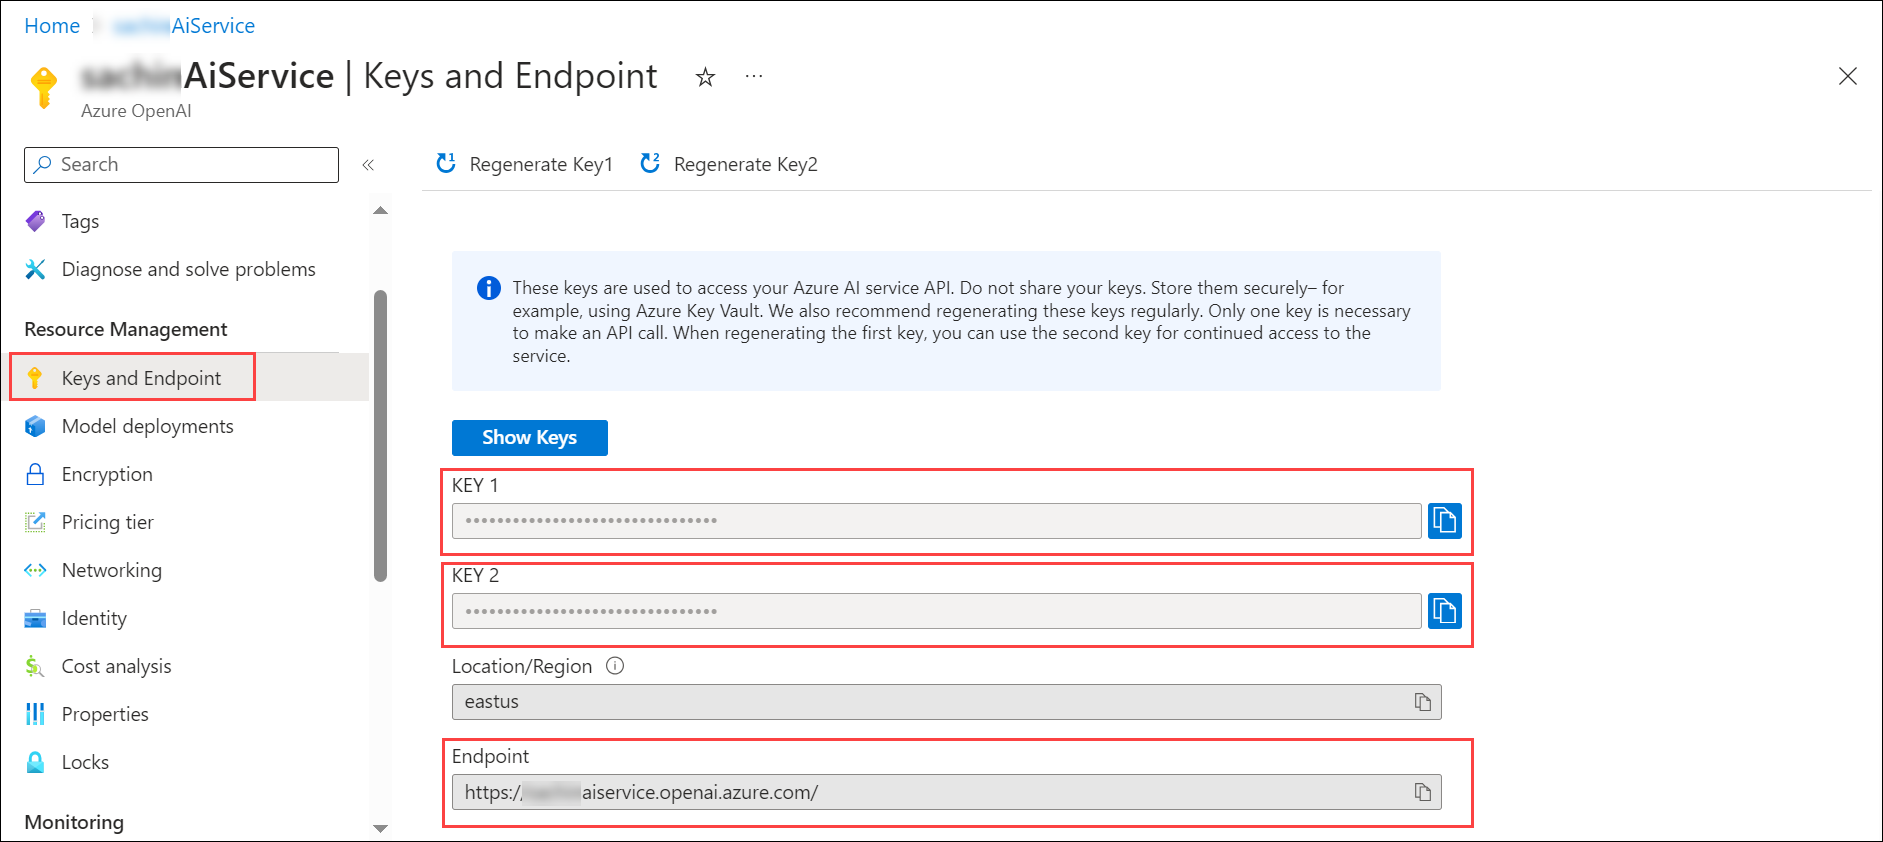 Home AiService
AiService | Keys and Endpoint
Azure OpenAI
Search
Regenerate Key1 Regenerate Key2
Tags
Diagnose and solve problems
Resource Management
Keys and Endpoint
Model deployments
Encryption
Pricing tier
Networking
Identity
Cost analysis
Properties
Locks
Monitoring
These keys are used to access your Azure AI service API. Do not share your keys. Store them securely– for
example, using Azure Key Vault. We also recommend regenerating these keys regularly. Only one key is necessary
to make an API call. When regenerating the first key, you can use the second key for continued access to the
service.
Show Keys
KEY 1
••••••••••••••••••••••••••••••••
KEY 2
••••••••••••••••••••••••••••••••
Location/Region
eastus
Endpoint
https://aiservice.openai.azure.com/